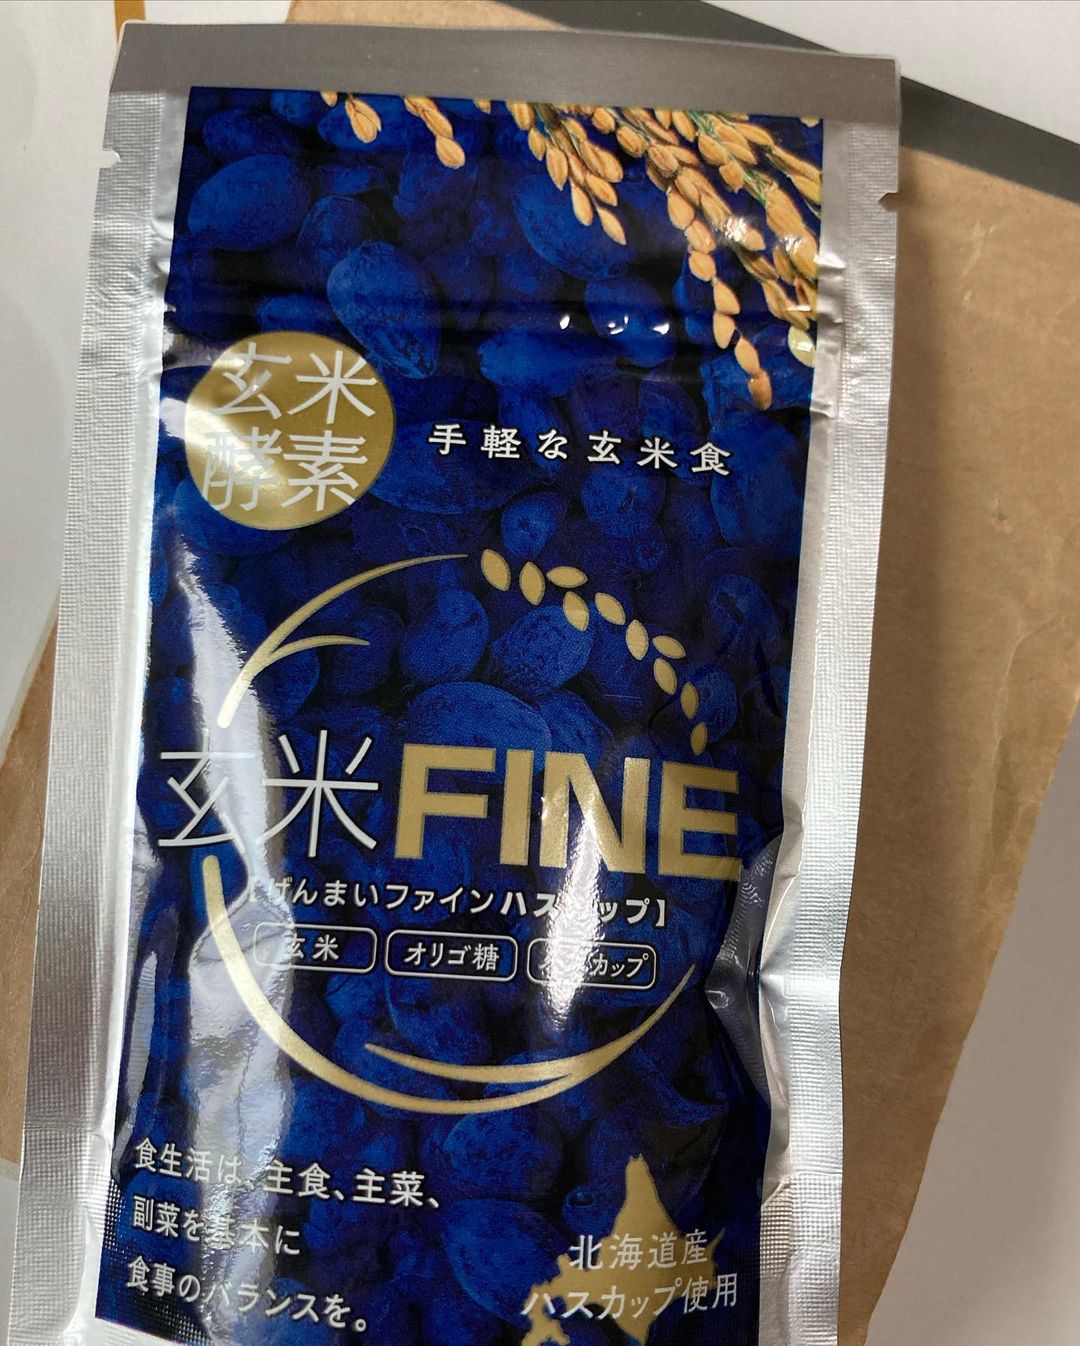 玄米
酵素
手軽な玄米食
玄米FINE
【げんまいファインハスカップ】
玄米 オリゴ糖 ハスカップ
食生活は、主食、主菜、
副菜を基本に
食事のバランスを。
北海道産
ハスカップ使用